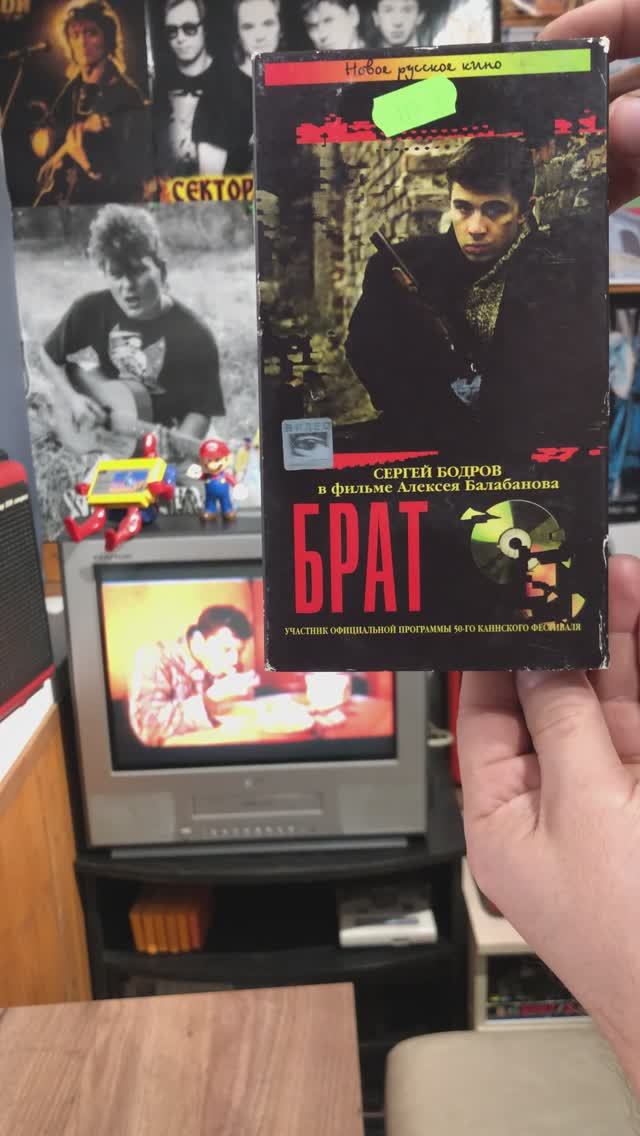 Новое русское кино
СЕКТОР
ВИДЕО
СЕРГЕЙ БОДРОВ
в фильме Алексея Балабанова
БРАТ
УЧАСТНИК ОФИЦИАЛЬНОЙ ПРОГРАММЫ 50-ГО КАННСКОГО ФЕСТИВАЛЯ